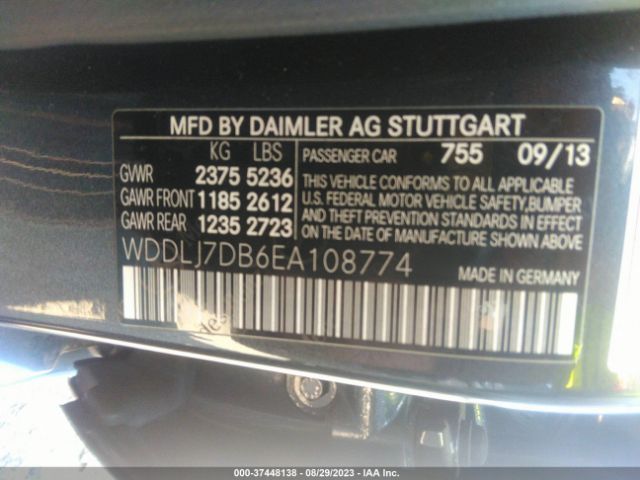 MFD BY DAIMLER AG STUTTGART
KG LBS
GVWR 2375 5236
GAWR FRONT 1185 2612
GAWR REAR 1235 2723
PASSENGER CAR 755 09/13
THIS VEHICLE CONFORMS TO ALL APPLICABLE
U.S. FEDERAL MOTOR VEHICLE SAFETY, BUMPER
AND THEFT PREVENTION STANDARDS IN EFFECT
ON THE DATE OF MANUFACTURE SHOWN ABOVE
WDDLJ7DB6EA108774
MADE IN GERMANY
000-37448138 - 08/29/2023 - IAA Inc.